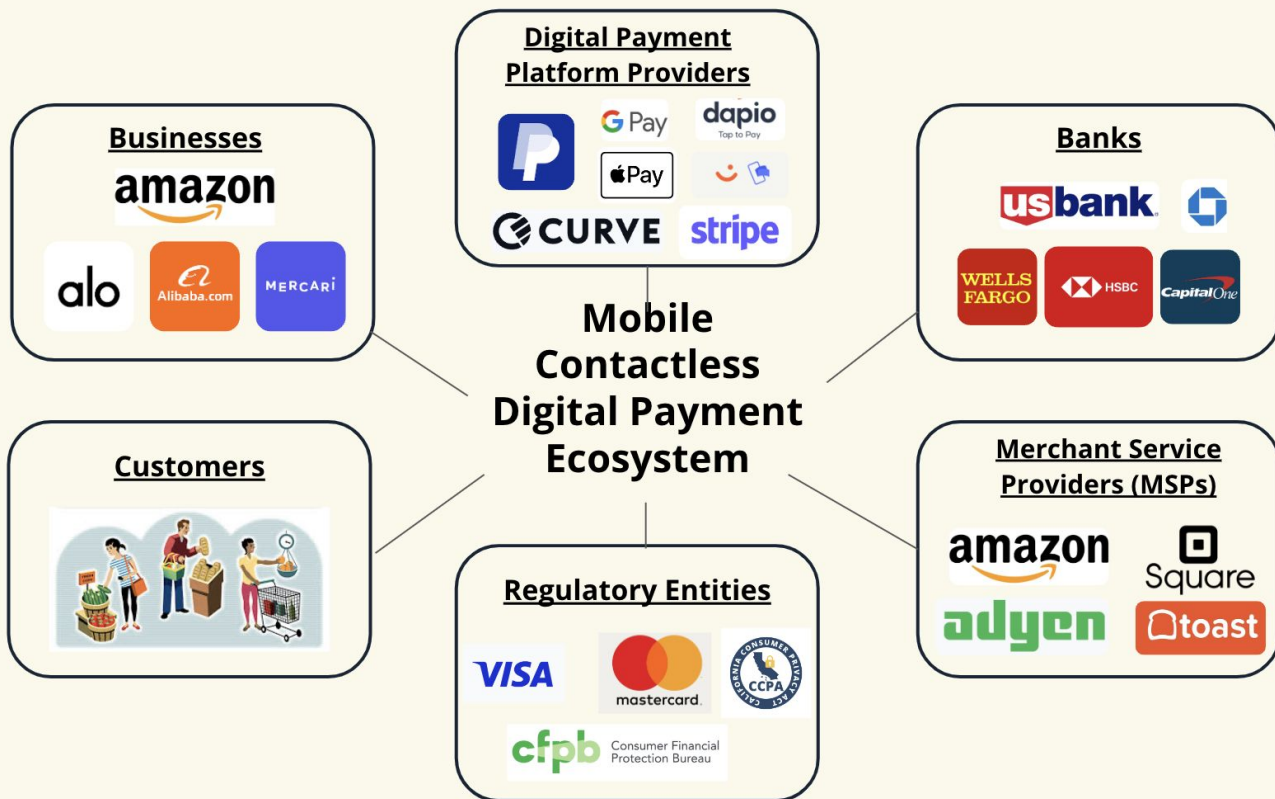 Digital Payment
Platform Providers
G Pay
dapio
Tap to Pay
Pay
CURVE
stripe
Businesses
amazon
alo
Alibaba.com
MERCARI
Banks
usbank
WELLS
FARGO
HSBC
Capital One
Mobile
Contactless
Digital Payment
Ecosystem
Customers
Regulatory Entities
VISA
mastercard.
CALIFORNIA CONSUMER PRIVACY ACT
CCPA
cfpb
Consumer Financial
Protection Bureau
Merchant Service
Providers (MSPs)
amazon
Square
adyen
toast